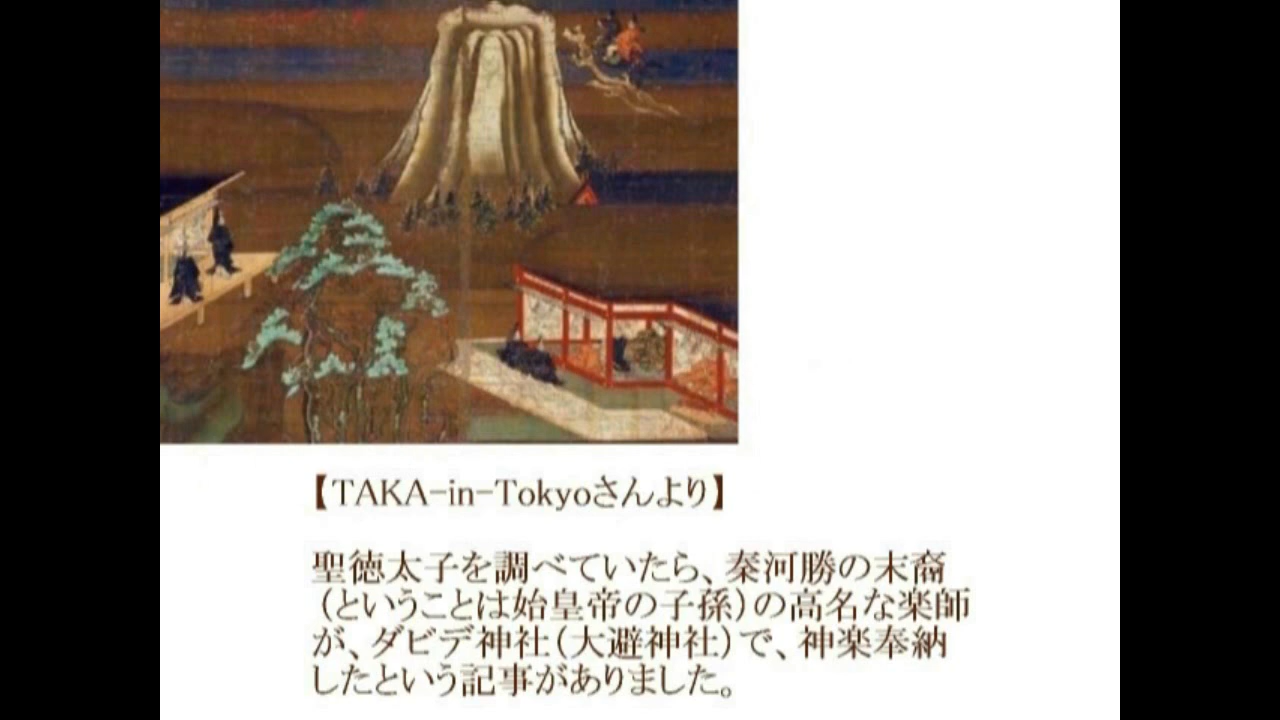 【TAKA-in-Tokyoさんより】
聖徳太子を調べていたら、秦河勝の末裔
（ということは始皇帝の子孫）の高名な楽師
が、ダビデ神社（大避神社）で、神楽奉納
したという記事がありました。